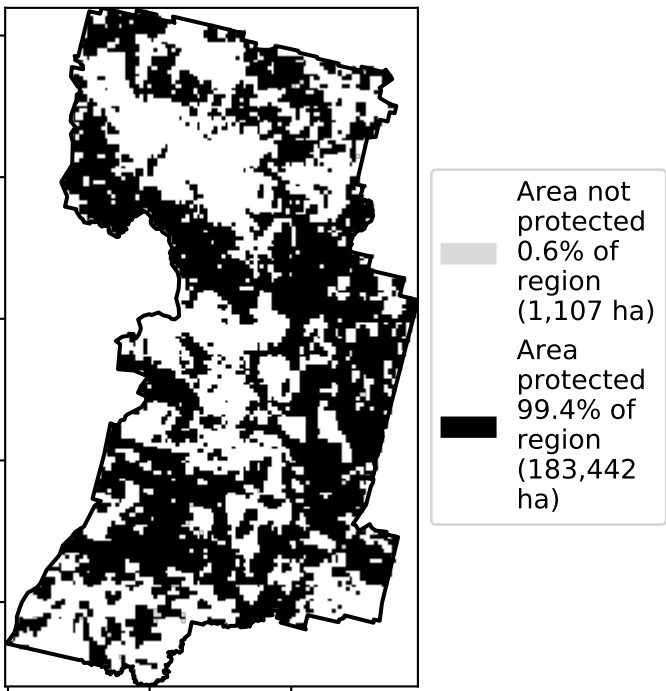 Area not
protected
0.6% of
region
(1,107 ha)
Area
protected
99.4% of
region
(183,442
ha)